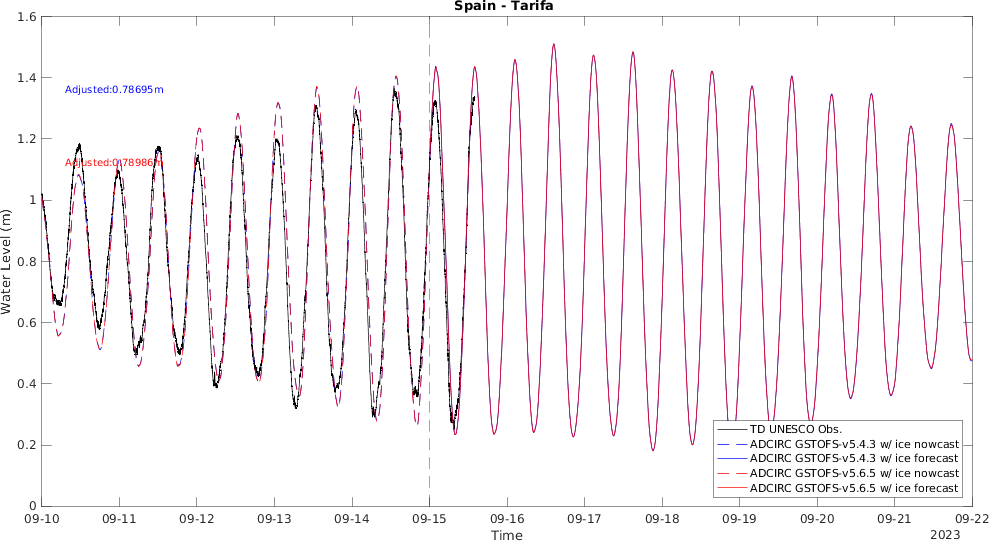 Spain - Tarifa
1.6
1.4
1.2
1
0.8
0.6
0.4
0.2
0
Water Level (m)
Adjusted:0.78695m
Adjusted:0.78986m
TD UNESCO Obs.
ADCIRC GSTOFS-v5.4.3 w/ ice nowcast
ADCIRC GSTOFS-v5.4.3 w/ ice forecast
ADCIRC GSTOFS-v5.6.5 w/ ice nowcast
ADCIRC GSTOFS-v5.6.5 w/ ice forecast
09-10 09-11 09-12 09-13 09-14 09-15 09-16 09-17 09-18 09-19 09-20 09-21 09-22
Time
2023